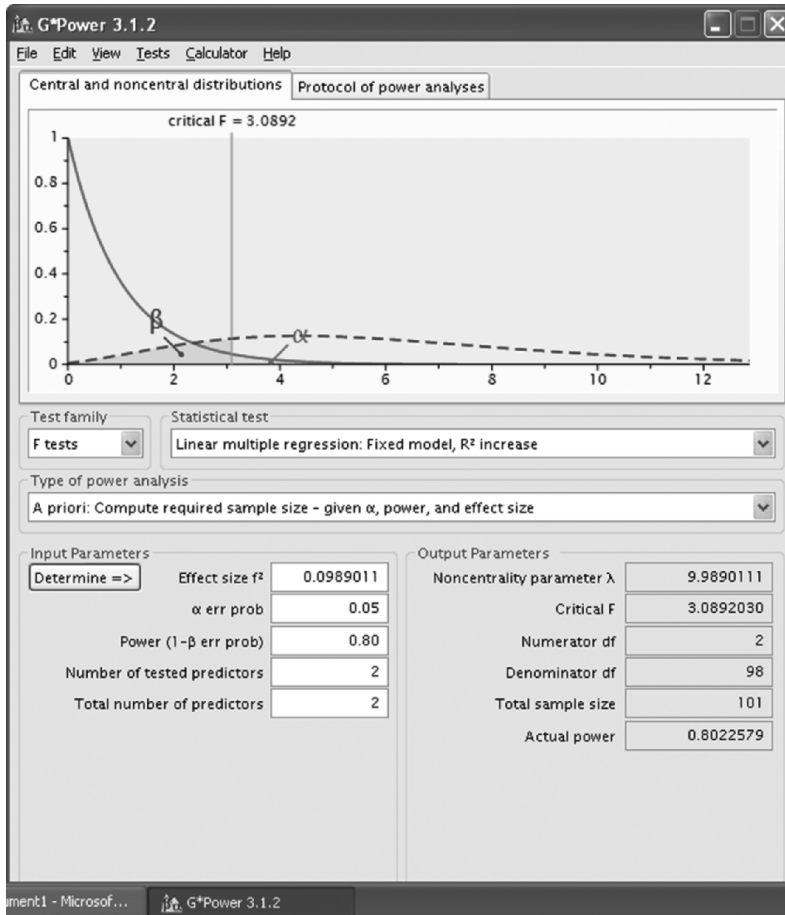 G*Power 3.1.2
File Edit View Tests Calculator Help
Central and noncentral distributions Protocol of power analyses
critical F = 3.0892
1
0.8
0.6
0.4
0.2
0
β
α
0 2 4 6 8 10 12
Test family
F tests
Statistical test
Linear multiple regression: Fixed model, R² increase
Type of power analysis
A priori: Compute required sample size – given α, power, and effect size
Input Parameters
Determine =>
Effect size f² 0.0989011
α err prob 0.05
Power (1-β err prob) 0.80
Number of tested predictors 2
Total number of predictors 2
Output Parameters
Noncentrality parameter λ 9.9890111
Critical F 3.0892030
Numerator df 2
Denominator df 98
Total sample size 101
Actual power 0.8022579
ument1 - Microsof... G*Power 3.1.2